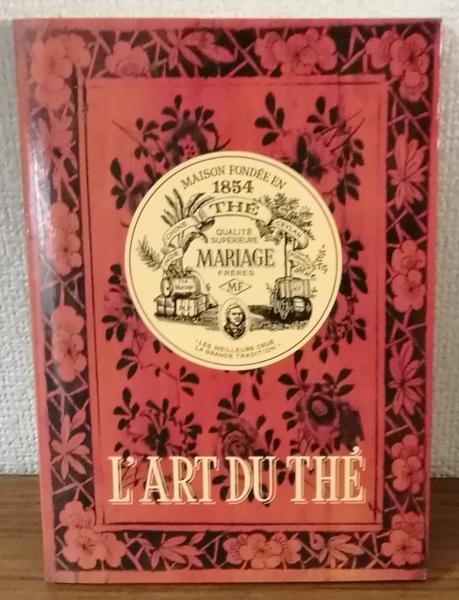 MAISON FONDÉE EN
1854
THÉ
CEYLAN
QUALITÉ
SUPÉRIEURE
MARIAGE
FRÈRES
MF
"LES MEILLEURS CRUS
LA GRANDE TRADITION"
L'ART DU THÉ